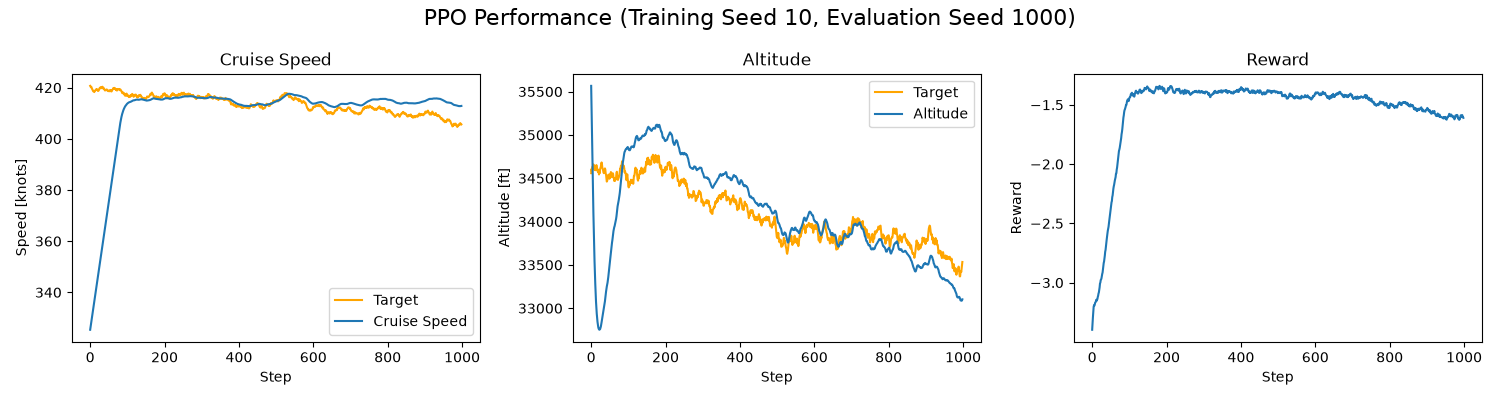 PPO Performance (Training Seed 10, Evaluation Seed 1000)
Cruise Speed
Speed [knots]
420
400
380
360
340
Target
Cruise Speed
0 200 400 600 800 1000
Step
Altitude
Altitude [ft]
35500
35000
34500
34000
33500
33000
Target
Altitude
0 200 400 600 800 1000
Step
Reward
Reward
−1.5
−2.0
−2.5
−3.0
0 200 400 600 800 1000
Step